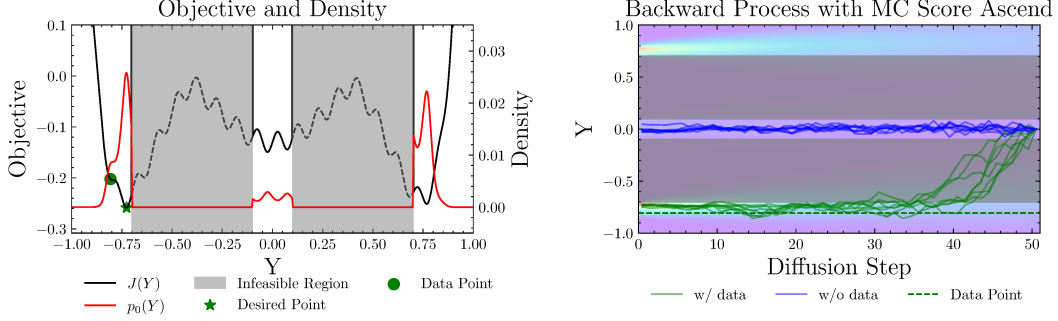 Objective and Density
0.1
0.0
−0.1
−0.2
−0.3
Objective
0.03
0.02
0.01
0.00
Density
−1.00 −0.75 −0.50 −0.25 0.00 0.25 0.50 0.75 1.00
Y
J(Y)
p0(Y)
Infeasible Region
Desired Point
Data Point
Backward Process with MC Score Ascend
1.0
0.5
0.0
−0.5
−1.0
Y
0 10 20 30 40 50
Diffusion Step
w/ data
w/o data
Data Point